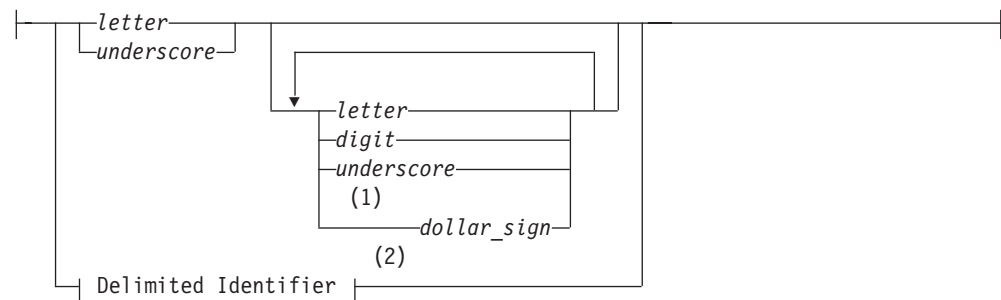 letter
underscore
letter
digit
underscore
(1)
dollar_sign
(2)
Delimited Identifier